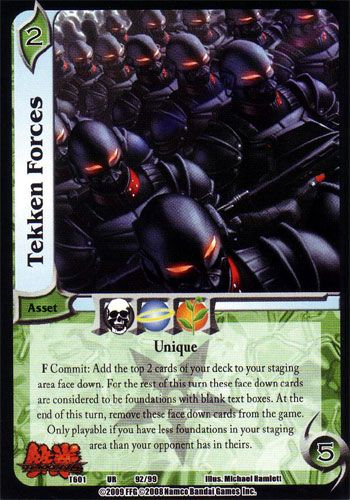 2
Tekken Forces
Asset
Unique
F Commit: Add the top 2 cards of your deck to your staging
area face down. For the rest of this turn these face down cards
are considered to be foundations with blank text boxes. At the
end of this turn, remove these face down cards from the game.
Only playable if you have less foundations in your staging
area than your opponent has in theirs.
5
鉄拳
T601 UR 92/99 Illus. Michael Hamlett
©2009 FFG ©2008 Namco Bandai Games Inc.